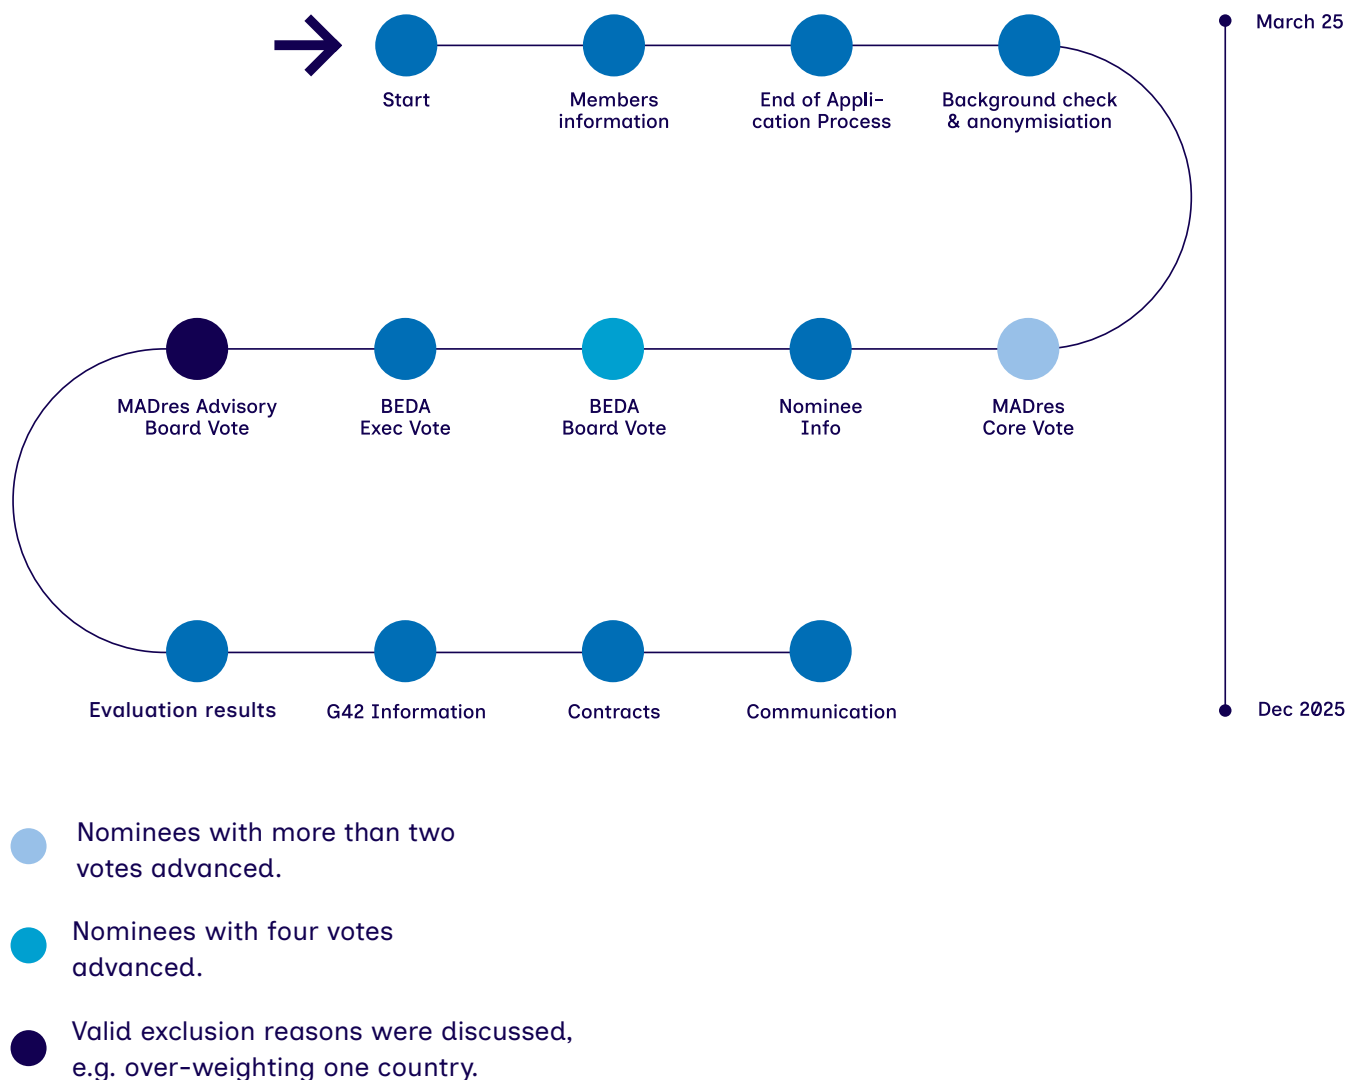 Start
Members
information
End of Appli-
cation Process
Background check
& anonymisiation
March 25
MADres Advisory
Board Vote
BEDA
Exec Vote
BEDA
Board Vote
Nominee
Info
MADres
Core Vote
Evaluation results
G42 Information
Contracts
Communication
Dec 2025
Nominees with more than two
votes advanced.
Nominees with four votes
advanced.
Valid exclusion reasons were discussed,
e.g. over-weighting one country.